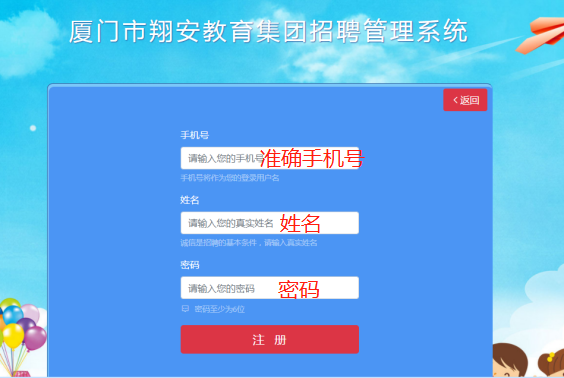 厦门市翔安教育集团招聘管理系统
返回
手机号
请输入您的手机号 准确手机号
手机号将作为您的登录用户名
姓名
请输入您的真实姓名 姓名
诚信是招聘的基本条件，请输入真实姓名
密码
请输入您的密码 密码
密码至少为6位
注 册